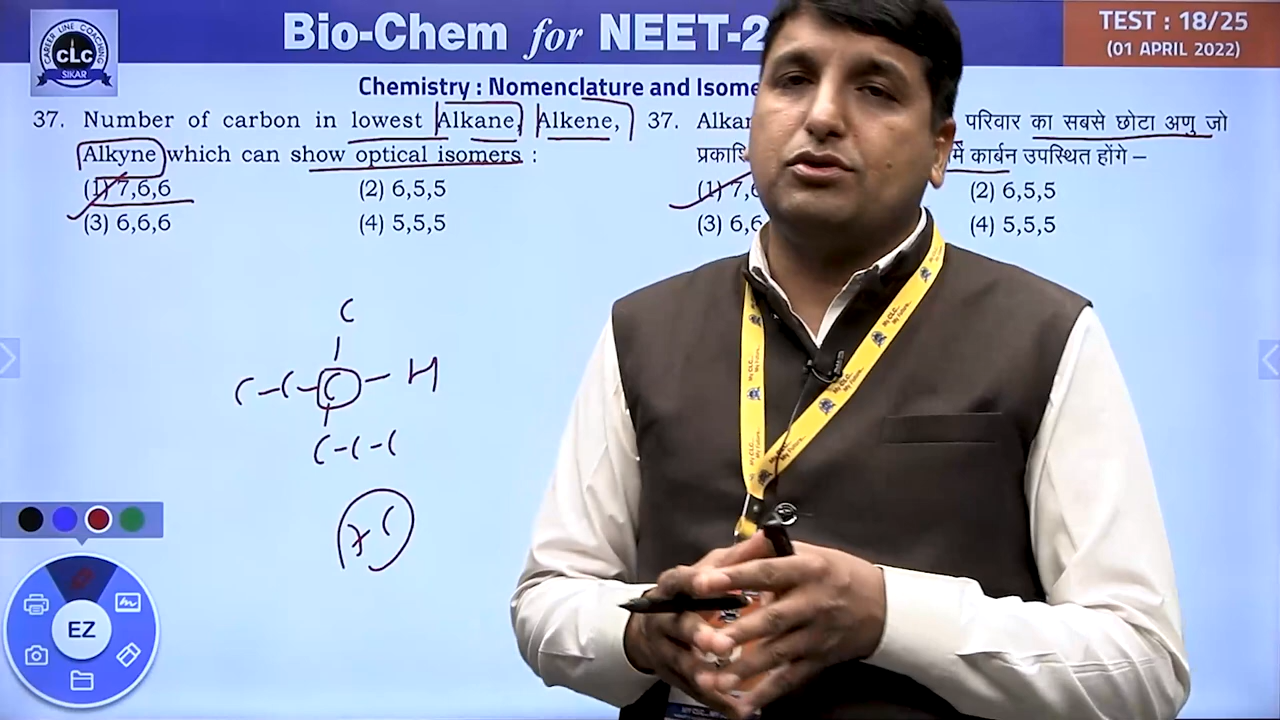 CAREER LINE COACHING
CLC
SIKAR
Bio-Chem for NEET-2
TEST : 18/25
(01 APRIL 2022)
Chemistry : Nomenclature and Isome
37. Number of carbon in lowest Alkane, Alkene,
Alkyne which can show optical isomers :
(1) 7,6,6
(2) 6,5,5
(3) 6,6,6
(4) 5,5,5
37. Alkan परिवार का सबसे छोटा अणु जो
प्रकाशि में कार्बन उपस्थित होंगे –
(1) 7,6
(2) 6,5,5
(3) 6,6
(4) 5,5,5
C
C-C-C-H
C-C-C
7C
EZ
My CLC...